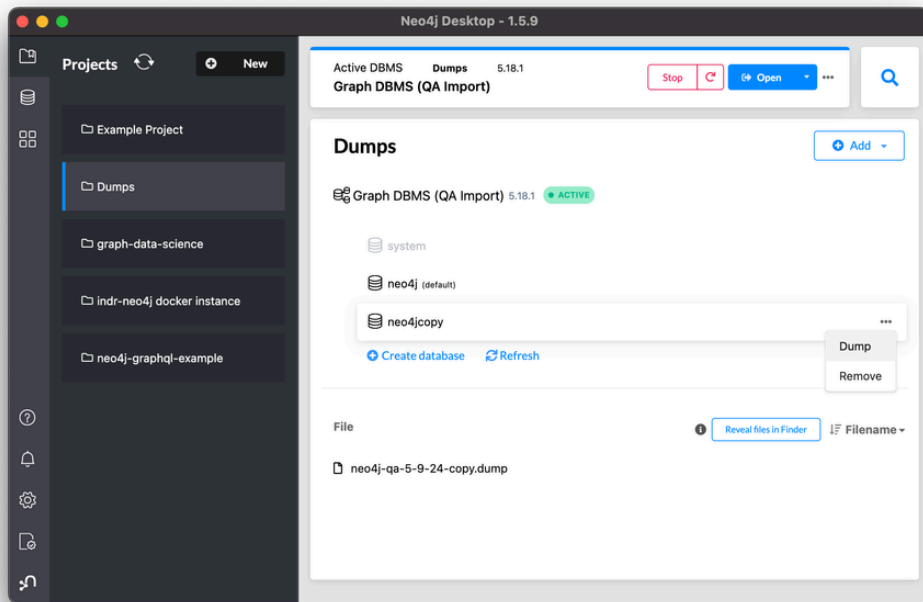 Neo4j Desktop - 1.5.9
Projects
New
Example Project
Dumps
graph-data-science
indr-neo4j docker instance
neo4j-graphql-example
Active DBMS Dumps 5.18.1
Graph DBMS (QA Import)
Stop
Open
Dumps
Add
Graph DBMS (QA Import) 5.18.1 ACTIVE
system
neo4j (default)
neo4jcopy
Dump
Remove
Create database Refresh
File
Reveal files in Finder
Filename
neo4j-qa-5-9-24-copy.dump